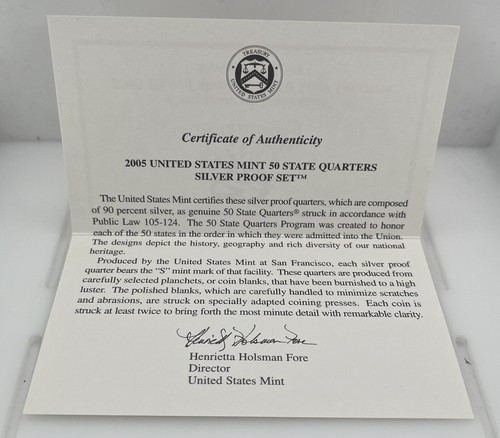 TREASURY
UNITED STATES MINT
Certificate of Authenticity
2005 UNITED STATES MINT 50 STATE QUARTERS
SILVER PROOF SET™
The United States Mint certifies these silver proof quarters, which are composed
of 90 percent silver, as genuine 50 State Quarters® struck in accordance with
Public Law 105-124. The 50 State Quarters Program was created to honor
each of the 50 states in the order in which they were admitted into the Union.
The designs depict the history, geography and rich diversity of our national
heritage.
Produced by the United States Mint at San Francisco, each silver proof
quarter bears the “S” mint mark of that facility. These quarters are produced from
carefully selected planchets, or coin blanks, that have been burnished to a high
luster. The polished blanks, which are carefully handled to minimize scratches
and abrasions, are struck on specially adapted coining presses. Each coin is
struck at least twice to bring forth the most minute detail with remarkable clarity.
Henrietta Holsman Fore
Henrietta Holsman Fore
Director
United States Mint